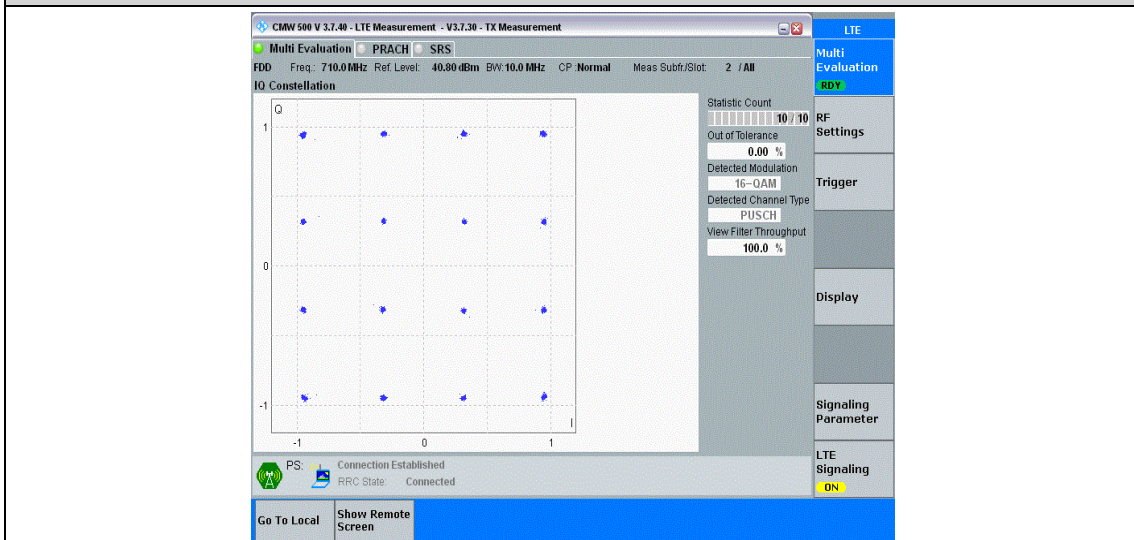 CMW 500 V 3.7.40 - LTE Measurement - V3.7.30 - TX Measurement
LTE
Multi Evaluation PRACH SRS
Multi
Evaluation
RDY
FDD Freq.: 710.0 MHz Ref. Level: 40.80 dBm BW: 10.0 MHz CP :Normal Meas Subfr./Slot: 2 / All
IQ Constellation
Q
1
0
-1
-1 0 1
I
Statistic Count
10 / 10
Out of Tolerance
0.00 %
Detected Modulation
16-QAM
Detected Channel Type
PUSCH
View Filter Throughput
100.0 %
RF
Settings
Trigger
Display
Signaling
Parameter
LTE
Signaling
ON
PS: Connection Established
RRC State: Connected
Go To Local
Show Remote
Screen